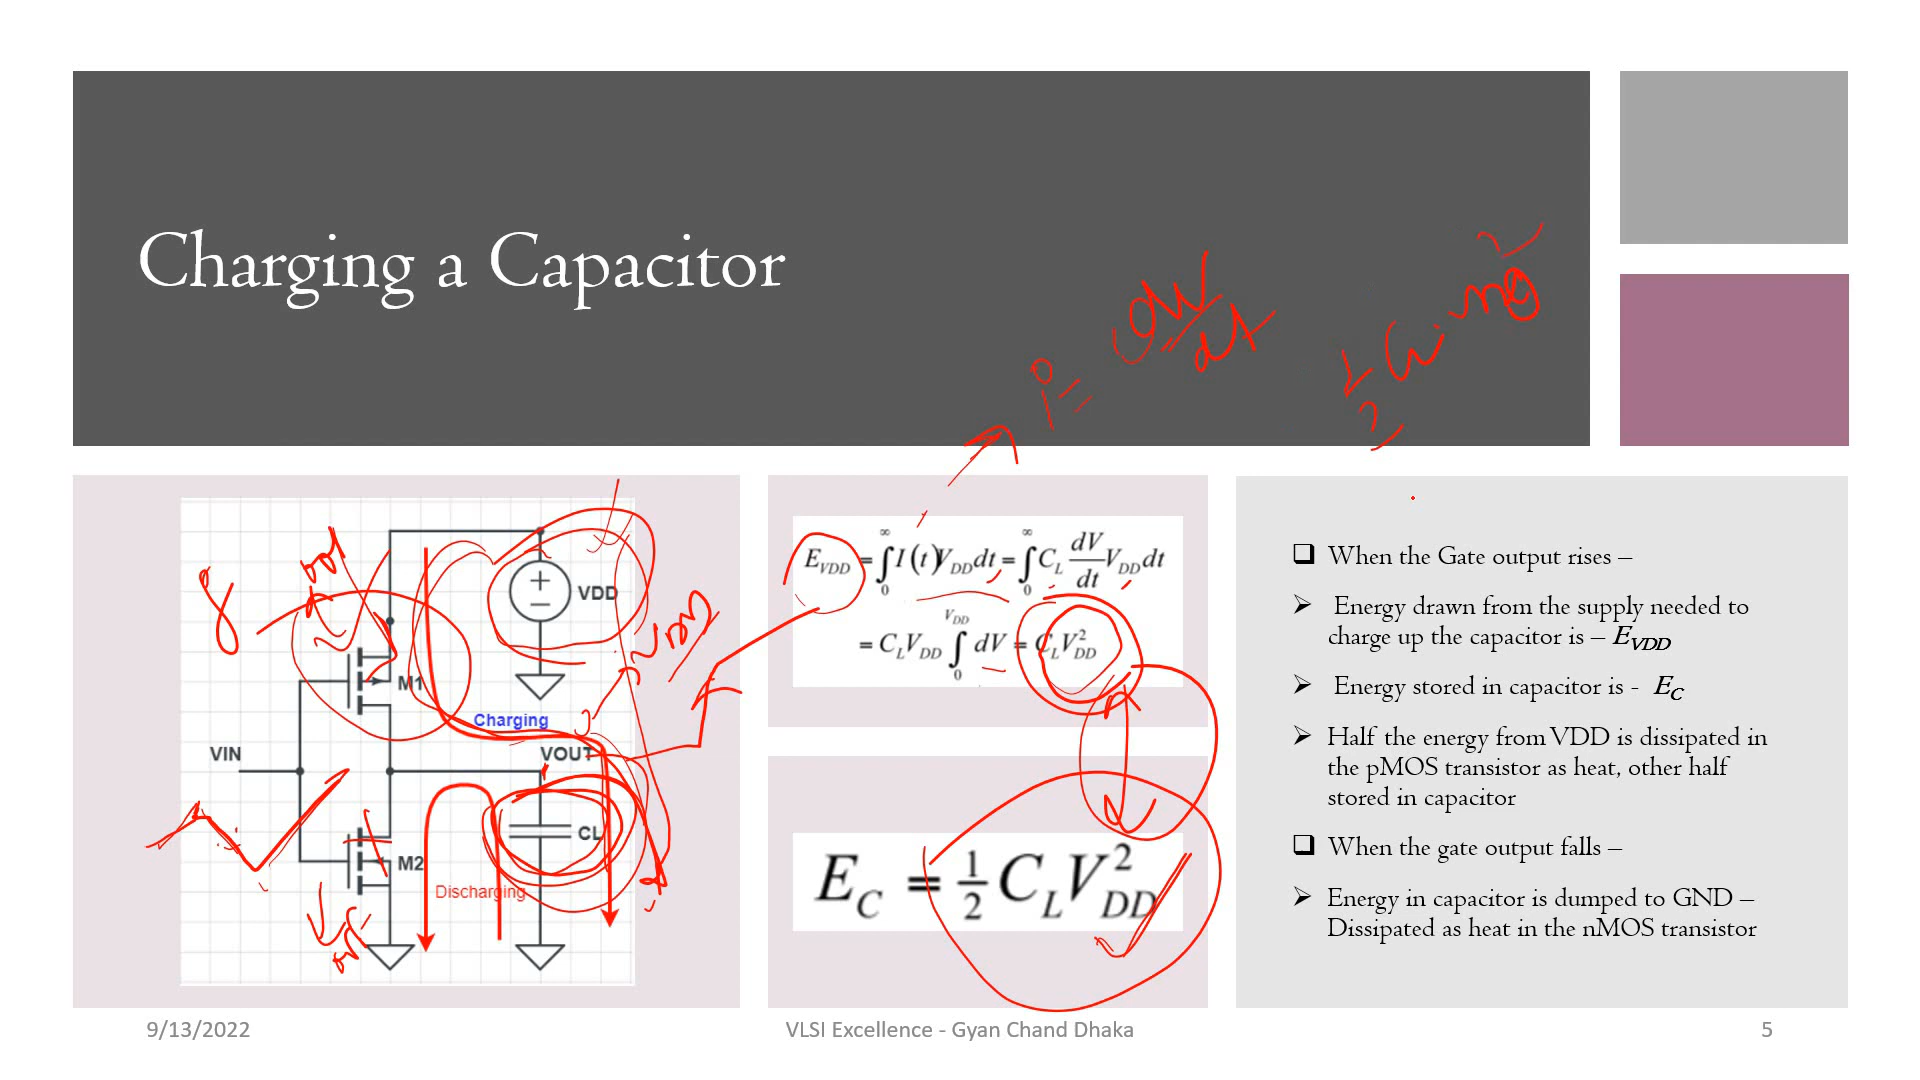 Charging a Capacitor
i = C dv/dt
VDD
M1
Charging
VIN
VOUT
CL
M2
Discharging
off
E_VDD = ∫₀^∞ I(t)V_DD dt = ∫₀^∞ C_L dV/dt V_DD dt
= C_L V_DD ∫₀^V_DD dV = C_L V²_DD
E_C = ½ C_L V²_DD
❑ When the Gate output rises –
➢ Energy drawn from the supply needed to
charge up the capacitor is – E_VDD
➢ Energy stored in capacitor is - E_C
➢ Half the energy from VDD is dissipated in
the pMOS transistor as heat, other half
stored in capacitor
❑ When the gate output falls –
➢ Energy in capacitor is dumped to GND –
Dissipated as heat in the nMOS transistor
9/13/2022
VLSI Excellence - Gyan Chand Dhaka
5